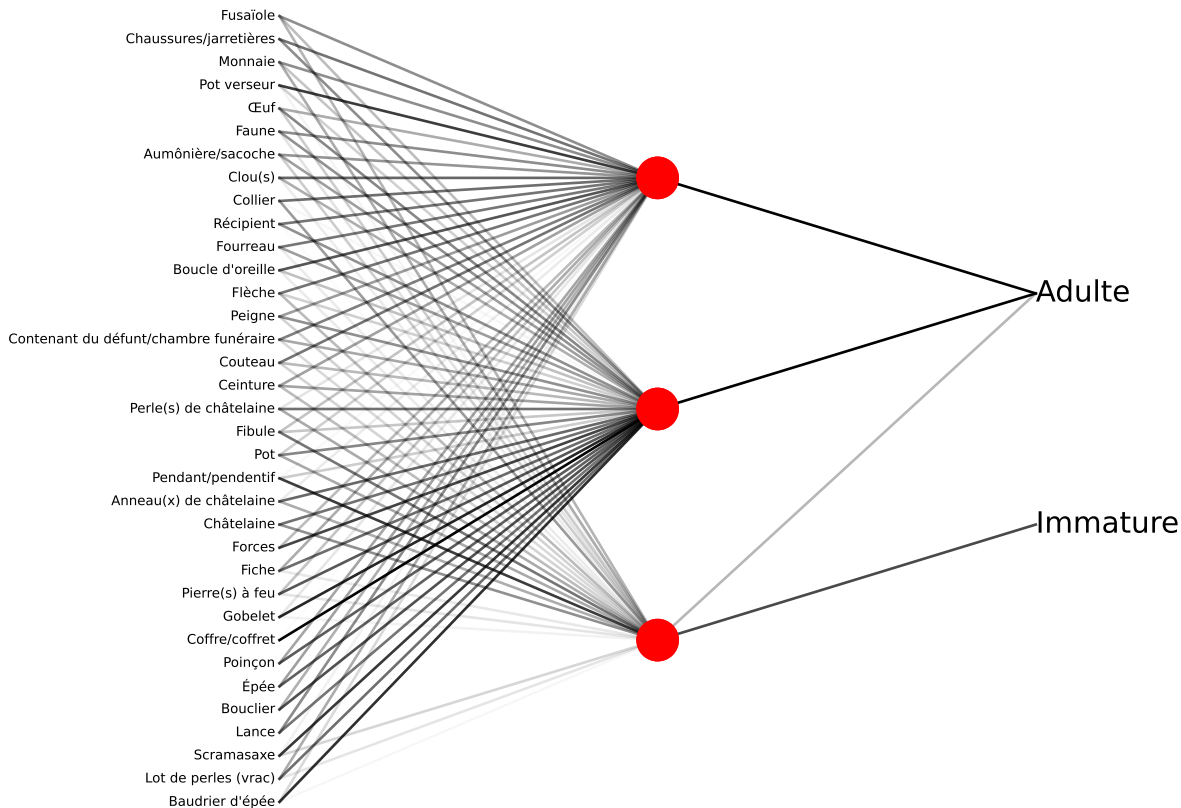 Fusaïole
Chaussures/jarretières
Monnaie
Pot verseur
Œuf
Faune
Aumônière/sacoche
Clou(s)
Collier
Récipient
Fourreau
Boucle d'oreille
Flèche
Peigne
Contenant du défunt/chambre funéraire
Couteau
Ceinture
Perle(s) de châtelaine
Fibule
Pot
Pendant/pendentif
Anneau(x) de châtelaine
Châtelaine
Forces
Fiche
Pierre(s) à feu
Gobelet
Coffre/coffret
Poinçon
Épée
Bouclier
Lance
Scramasaxe
Lot de perles (vrac)
Baudrier d'épée
Adulte
Immature